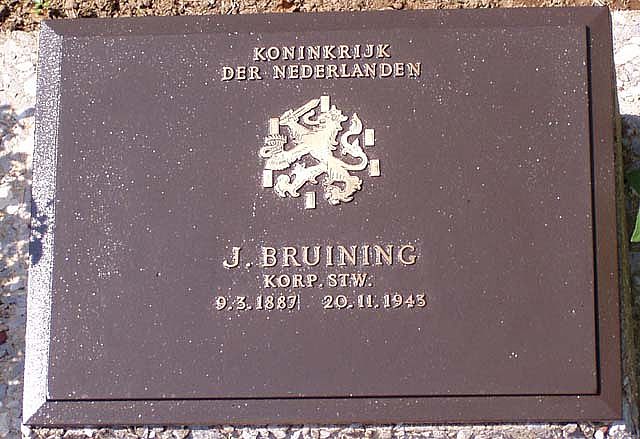 KONINKRIJK
DER NEDERLANDEN
J. BRUINING
KORP. STW.
9.3.1887 20.11.1943